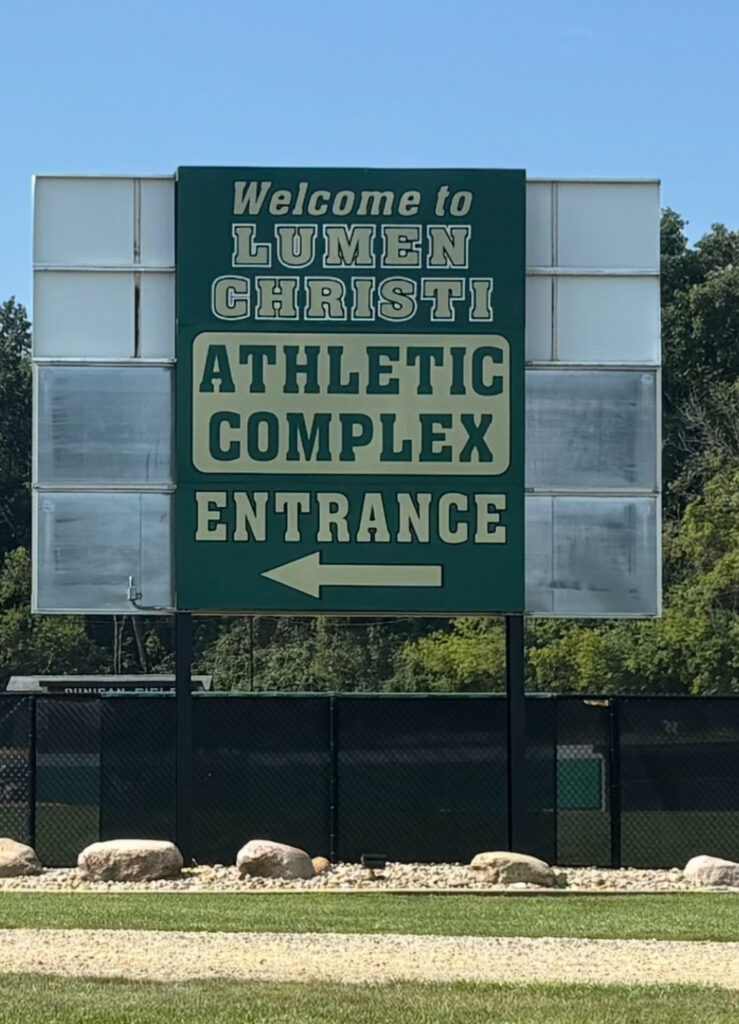 Welcome to
LUMEN
CHRISTI
ATHLETIC
COMPLEX
ENTRANCE